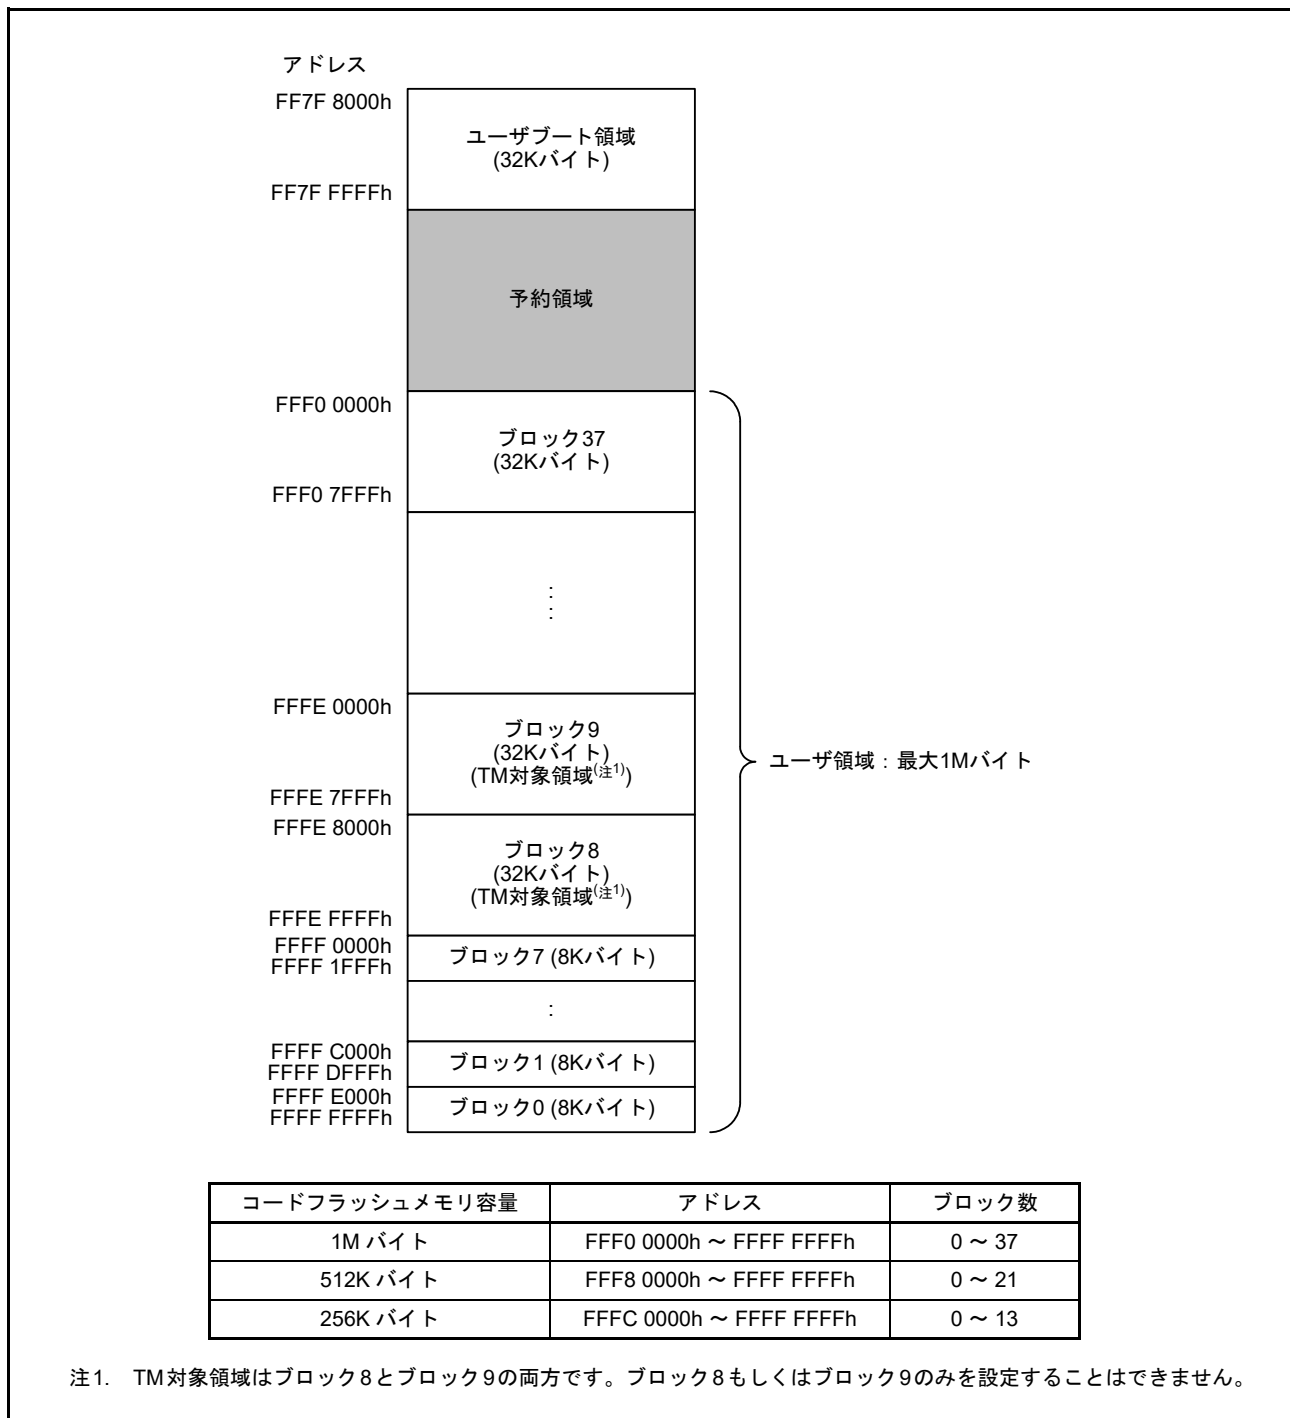 アドレス
FF7F 8000h
ユーザブート領域
(32Kバイト)
FF7F FFFFh
予約領域
FFF0 0000h
ブロック37
(32Kバイト)
FFF0 7FFFh
:
:
FFFE 0000h
ブロック9
(32Kバイト)
(TM対象領域(注1))
ユーザ領域：最大1Mバイト
FFFE 7FFFh
FFFE 8000h
ブロック8
(32Kバイト)
(TM対象領域(注1))
FFFE FFFFh
FFFF 0000h
ブロック7 (8Kバイト)
FFFF 1FFFh
:
FFFF C000h
ブロック1 (8Kバイト)
FFFF DFFFh
FFFF E000h
ブロック0 (8Kバイト)
FFFF FFFFh
コードフラッシュメモリ容量 アドレス ブロック数
1M バイト FFF0 0000h ～ FFFF FFFFh 0 ～ 37
512K バイト FFF8 0000h ～ FFFF FFFFh 0 ～ 21
256K バイト FFFC 0000h ～ FFFF FFFFh 0 ～ 13
注1. TM対象領域はブロック8とブロック9の両方です。ブロック8もしくはブロック9のみを設定することはできません。